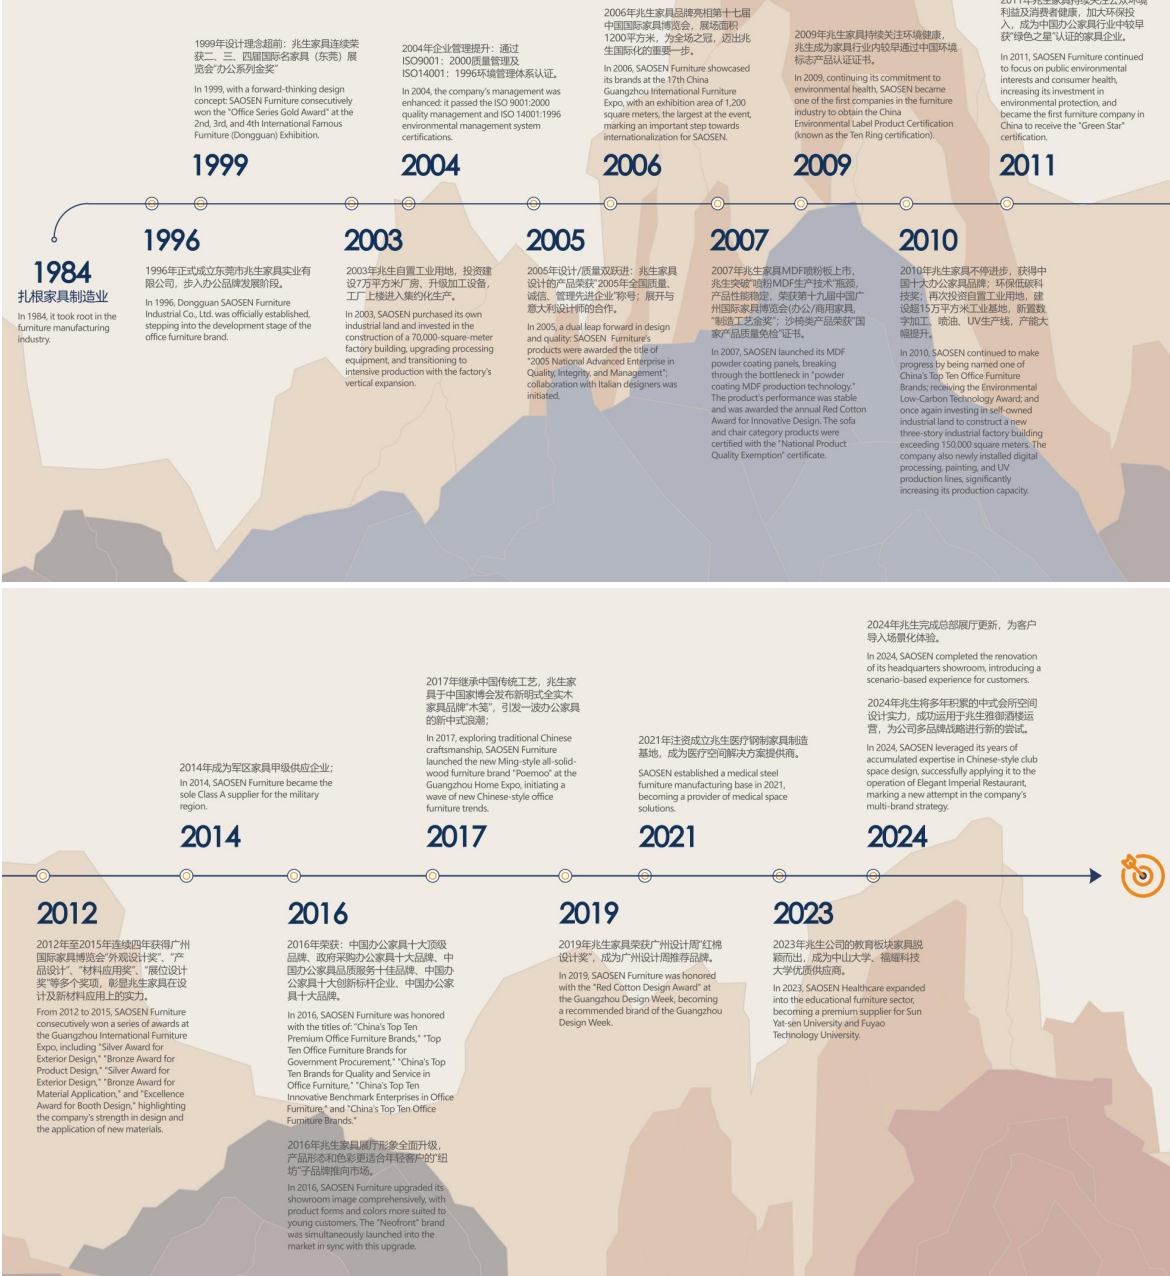 1999年设计理念超前：兆生家具连续荣
获二、三、四届国际名家具（东莞）展
览会“办公系列金奖”
In 1999, with a forward-thinking design
concept: SAOSEN Furniture consecutively
won the "Office Series Gold Award" at the
2nd, 3rd, and 4th International Famous
Furniture (Dongguan) Exhibition.
1999
2004年企业管理提升：通过
ISO9001：2000质量管理及
ISO14001：1996环境管理体系认证。
In 2004, the company's management was
enhanced: it passed the ISO 9001:2000
quality management and ISO 14001:1996
environmental management system
certifications.
2004
2006年兆生家具品牌亮相第十七届
中国国际家具博览会，展场面积
1200平方米，为全场之冠，迈出兆
生国际化的重要一步。
In 2006, SAOSEN Furniture showcased
its brands at the 17th China
Guangzhou International Furniture
Expo, with an exhibition area of 1,200
square meters, the largest at the event,
marking an important step towards
internationalization for SAOSEN.
2006
2009年兆生家具持续关注环境健康，
兆生成为家具行业内较早通过中国环境
标志产品认证证书。
In 2009, continuing its commitment to
environmental health, SAOSEN became
one of the first companies in the furniture
industry to obtain the China
Environmental Label Product Certification
(known as the Ten Ring certification).
2009
2011年兆生家具持续关注公众环境
利益及消费者健康，加大环保投
入，成为中国办公家具行业中较早
获“绿色之星”认证的家具企业。
In 2011, SAOSEN Furniture continued
to focus on public environmental
interests and consumer health,
increasing its investment in
environmental protection, and
became the first furniture company in
China to receive the "Green Star"
certification.
2011
1984
扎根家具制造业
In 1984, it took root in the
furniture manufacturing
industry.
1996
1996年正式成立东莞市兆生家具实业有
限公司，步入办公品牌发展阶段。
In 1996, Dongguan SAOSEN Furniture
Industrial Co., Ltd. was officially established,
stepping into the development stage of the
office furniture brand.
2003
2003年兆生自置工业用地，投资建
设7万平方米厂房、升级加工设备，
工厂上楼进入集约化生产。
In 2003, SAOSEN purchased its own
industrial land and invested in the
construction of a 70,000-square-meter
factory building, upgrading processing
equipment, and transitioning to
intensive production with the factory's
vertical expansion.
2005
2005年设计/质量双跃进：兆生家具
设计的产品荣获“2005年全国质量、
诚信、管理先进企业”称号；展开与
意大利设计师的合作。
In 2005, a dual leap forward in design
and quality: SAOSEN Furniture's
products were awarded the title of
"2005 National Advanced Enterprise in
Quality, Integrity, and Management";
collaboration with Italian designers was
initiated.
2007
2007年兆生家具MDF喷粉板上市，
兆生突破“喷粉MDF生产技术”瓶颈，
产品性能稳定，荣获第十九届中国广
州国际家具博览会(办公/商用家具，
“制造工艺金奖”；沙椅类产品荣获“国
家产品质量免检”证书。
In 2007, SAOSEN launched its MDF
powder coating panels, breaking
through the bottleneck in "powder
coating MDF production technology."
The product's performance was stable
and was awarded the annual Red Cotton
Award for Innovative Design. The sofa
and chair category products were
certified with the "National Product
Quality Exemption" certificate.
2010
2010年兆生家具不停进步，获得中
国十大办公家具品牌；环保低碳科
技奖；再次投资自置工业用地，建
设超15万平方米工业基地，新置数
字加工、喷油、UV生产线，产能大
幅提升。
In 2010, SAOSEN continued to make
progress by being named one of
China's Top Ten Office Furniture
Brands; receiving the Environmental
Low-Carbon Technology Award; and
once again investing in self-owned
industrial land to construct a new
three-story industrial factory building
exceeding 150,000 square meters. The
company also newly installed digital
processing, painting, and UV
production lines, significantly
increasing its production capacity.
2014年成为军区家具甲级供应企业；
In 2014, SAOSEN Furniture became the
sole Class A supplier for the military
region.
2014
2017年继承中国传统工艺，兆生家
具于中国家博会发布新明式全实木
家具品牌“木笺”，引发一波办公家具
的新中式浪潮；
In 2017, exploring traditional Chinese
craftsmanship, SAOSEN Furniture
launched the new Ming-style all-solid-
wood furniture brand "Poemoo" at the
Guangzhou Home Expo, initiating a
wave of new Chinese-style office
furniture trends.
2017
2021年注资成立兆生医疗钢制家具制造
基地，成为医疗空间解决方案提供商。
SAOSEN established a medical steel
furniture manufacturing base in 2021,
becoming a provider of medical space
solutions.
2021
2024年兆生完成总部展厅更新，为客户
导入场景化体验。
In 2024, SAOSEN completed the renovation
of its headquarters showroom, introducing a
scenario-based experience for customers.
2024年兆生将多年积累的中式会所空间
设计实力，成功运用于兆生雅御酒楼运
营，为公司多品牌战略进行新的尝试。
In 2024, SAOSEN leveraged its years of
accumulated expertise in Chinese-style club
space design, successfully applying it to the
operation of Elegant Imperial Restaurant,
marking a new attempt in the company's
multi-brand strategy.
2024
2012
2012年至2015年连续四年获得广州
国际家具博览会“外观设计奖”、“产
品设计”、“材料应用奖”、“展位设计
奖”等多个奖项，彰显兆生家具在设
计及新材料应用上的实力。
From 2012 to 2015, SAOSEN Furniture
consecutively won a series of awards at
the Guangzhou International Furniture
Expo, including "Silver Award for
Exterior Design," "Bronze Award for
Product Design," "Silver Award for
Exterior Design," "Bronze Award for
Material Application," and "Excellence
Award for Booth Design," highlighting
the company's strength in design and
the application of new materials.
2016
2016年荣获：中国办公家具十大顶级
品牌、政府采购办公家具十大品牌、中
国办公家具品质服务十佳品牌、中国办
公家具十大创新标杆企业、中国办公家
具十大品牌。
In 2016, SAOSEN Furniture was honored
with the titles of: "China's Top Ten
Premium Office Furniture Brands," "Top
Ten Office Furniture Brands for
Government Procurement," "China's Top
Ten Brands for Quality and Service in
Office Furniture," "China's Top Ten
Innovative Benchmark Enterprises in Office
Furniture," and "China's Top Ten Office
Furniture Brands."
2016年兆生家具展厅形象全面升级，
产品形态和色彩更适合年轻客户的“纽
坊”子品牌推向市场。
In 2016, SAOSEN Furniture upgraded its
showroom image comprehensively, with
product forms and colors more suited to
young customers. The "Neofront" brand
was simultaneously launched into the
market in sync with this upgrade.
2019
2019年兆生家具荣获广州设计周“红棉
设计奖”，成为广州设计周推荐品牌。
In 2019, SAOSEN Furniture was honored
with the "Red Cotton Design Award" at
the Guangzhou Design Week, becoming
a recommended brand of the Guangzhou
Design Week.
2023
2023年兆生公司的教育板块家具脱
颖而出，成为中山大学、福耀科技
大学优质供应商。
In 2023, SAOSEN Healthcare expanded
into the educational furniture sector,
becoming a premium supplier for Sun
Yat-sen University and Fuyao
Technology University.